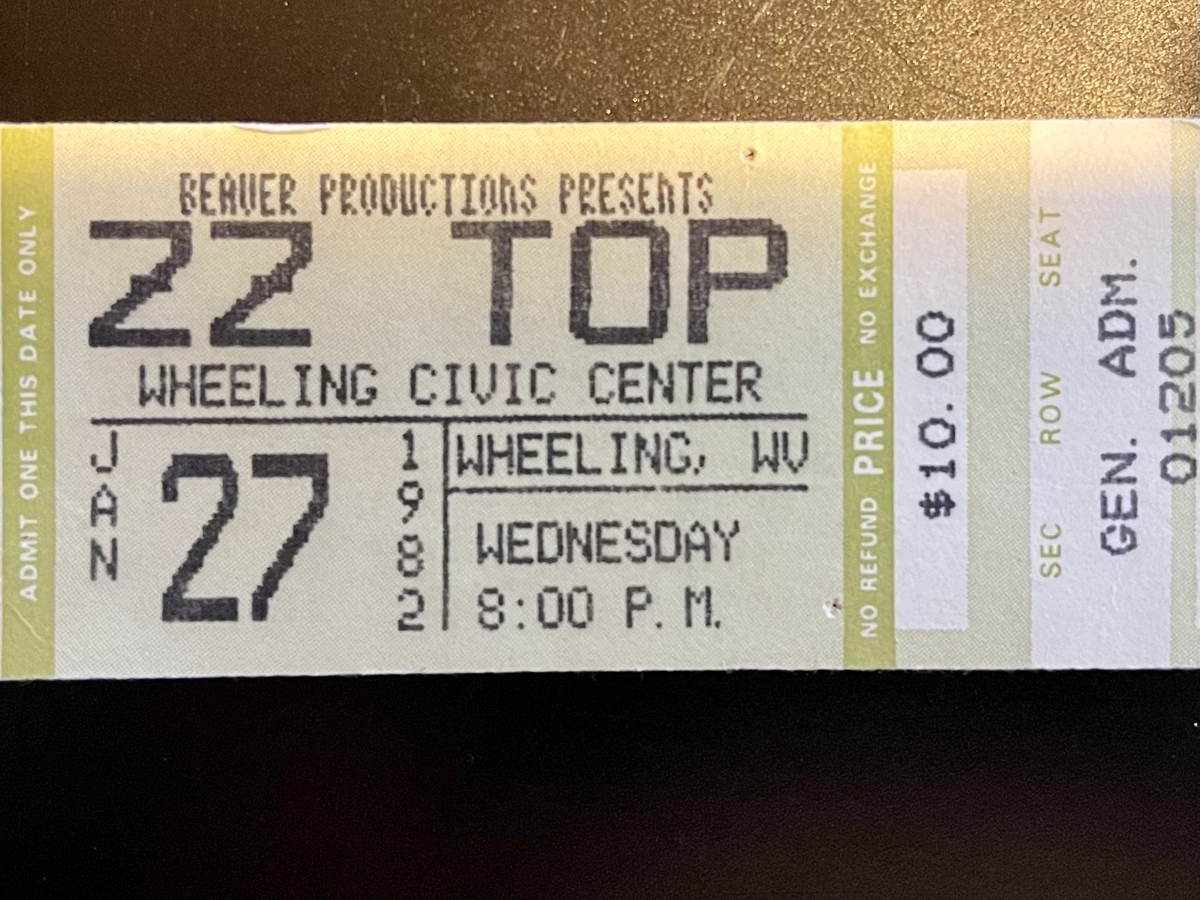 ADMIT ONE THIS DATE ONLY
BEAVER PRODUCTIONS PRESENTS
ZZ TOP
WHEELING CIVIC CENTER
JAN
27
1982
WHEELING, WV
WEDNESDAY
8:00 P.M.
NO REFUND PRICE NO EXCHANGE
$10.00
SEC ROW SEAT
GEN. ADM.
01205